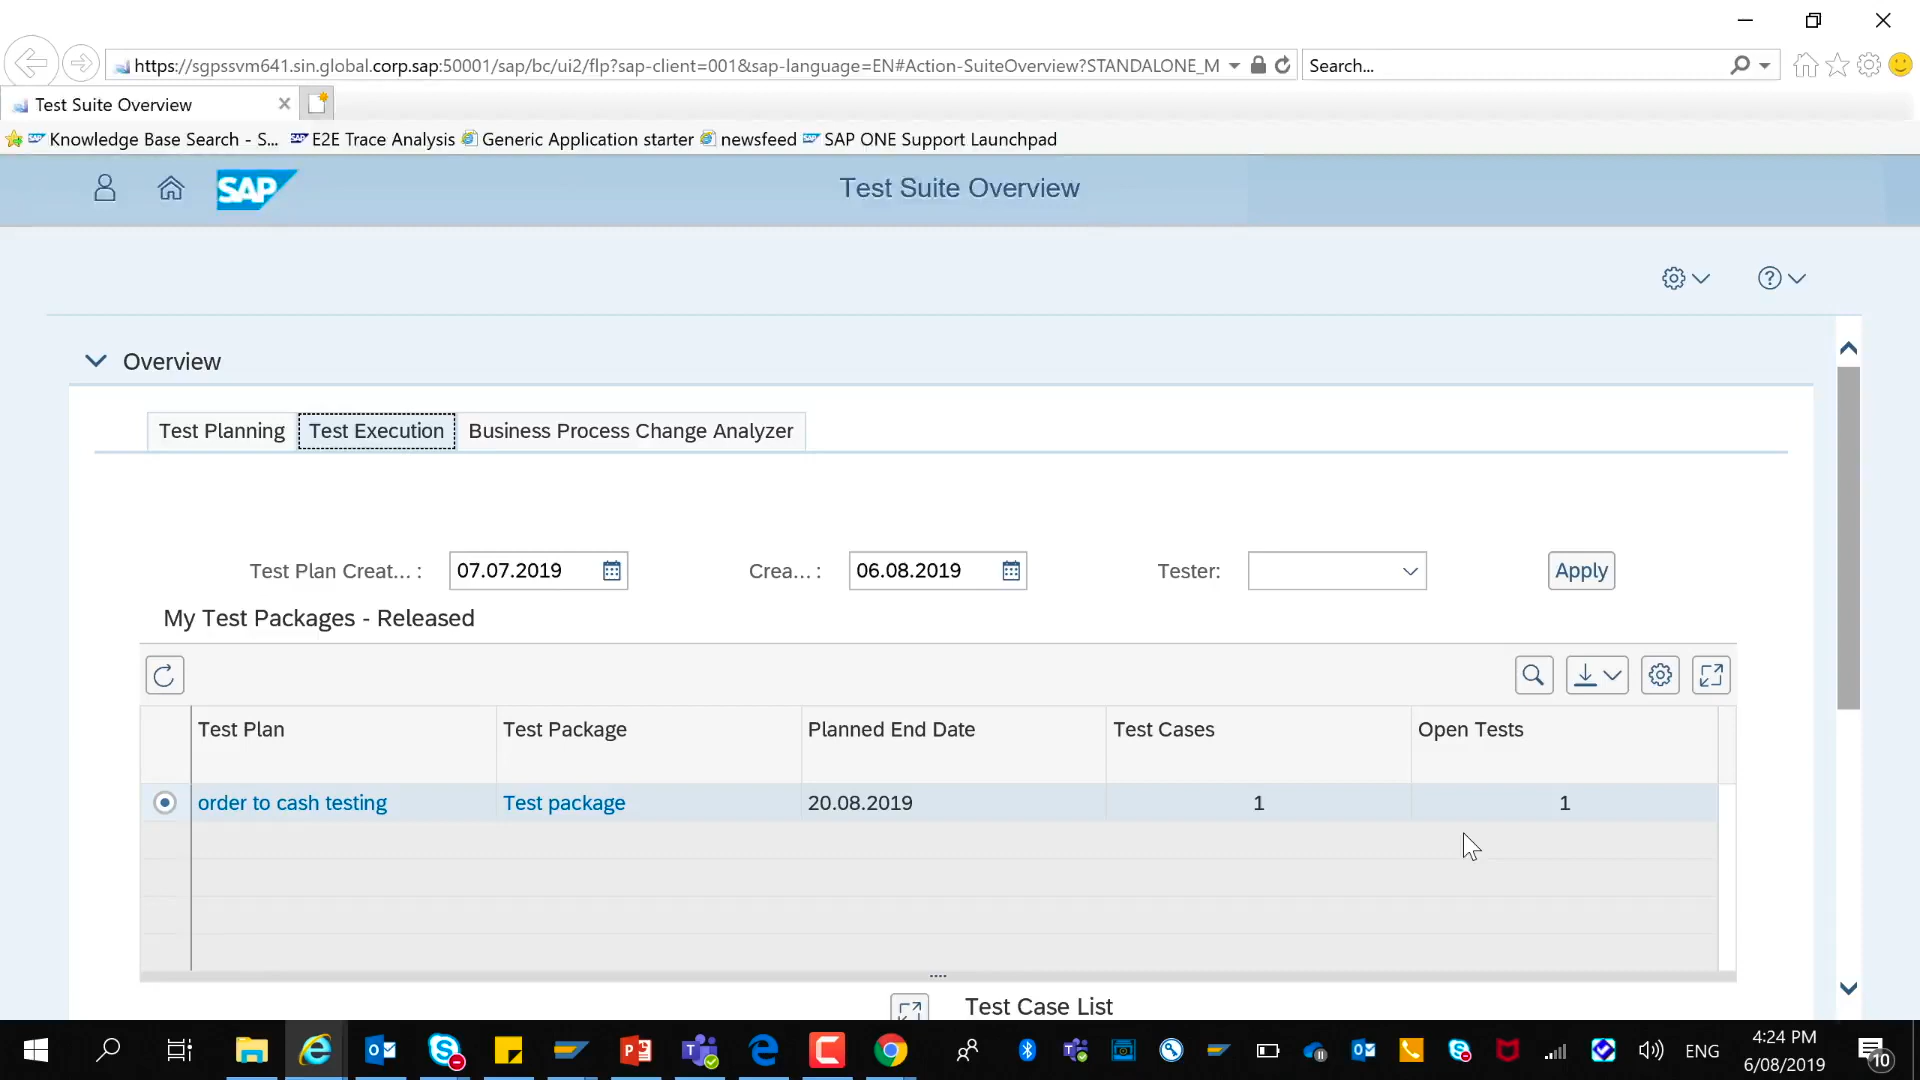 https://sgpssvm641.sin.global.corp.sap:50001/sap/bc/ui2/flp?sap-client=001&sap-language=EN#Action-SuiteOverview?STANDALONE_M
Search...
Test Suite Overview
Knowledge Base Search - S...
E2E Trace Analysis
Generic Application starter
newsfeed
SAP ONE Support Launchpad
SAP
Test Suite Overview
Overview
Test Planning
Test Execution
Business Process Change Analyzer
Test Plan Creat... :
07.07.2019
Crea... :
06.08.2019
Tester:
Apply
My Test Packages - Released
Test Plan
Test Package
Planned End Date
Test Cases
Open Tests
order to cash testing
Test package
20.08.2019
1
1
Test Case List
ENG
4:24 PM
6/08/2019
10